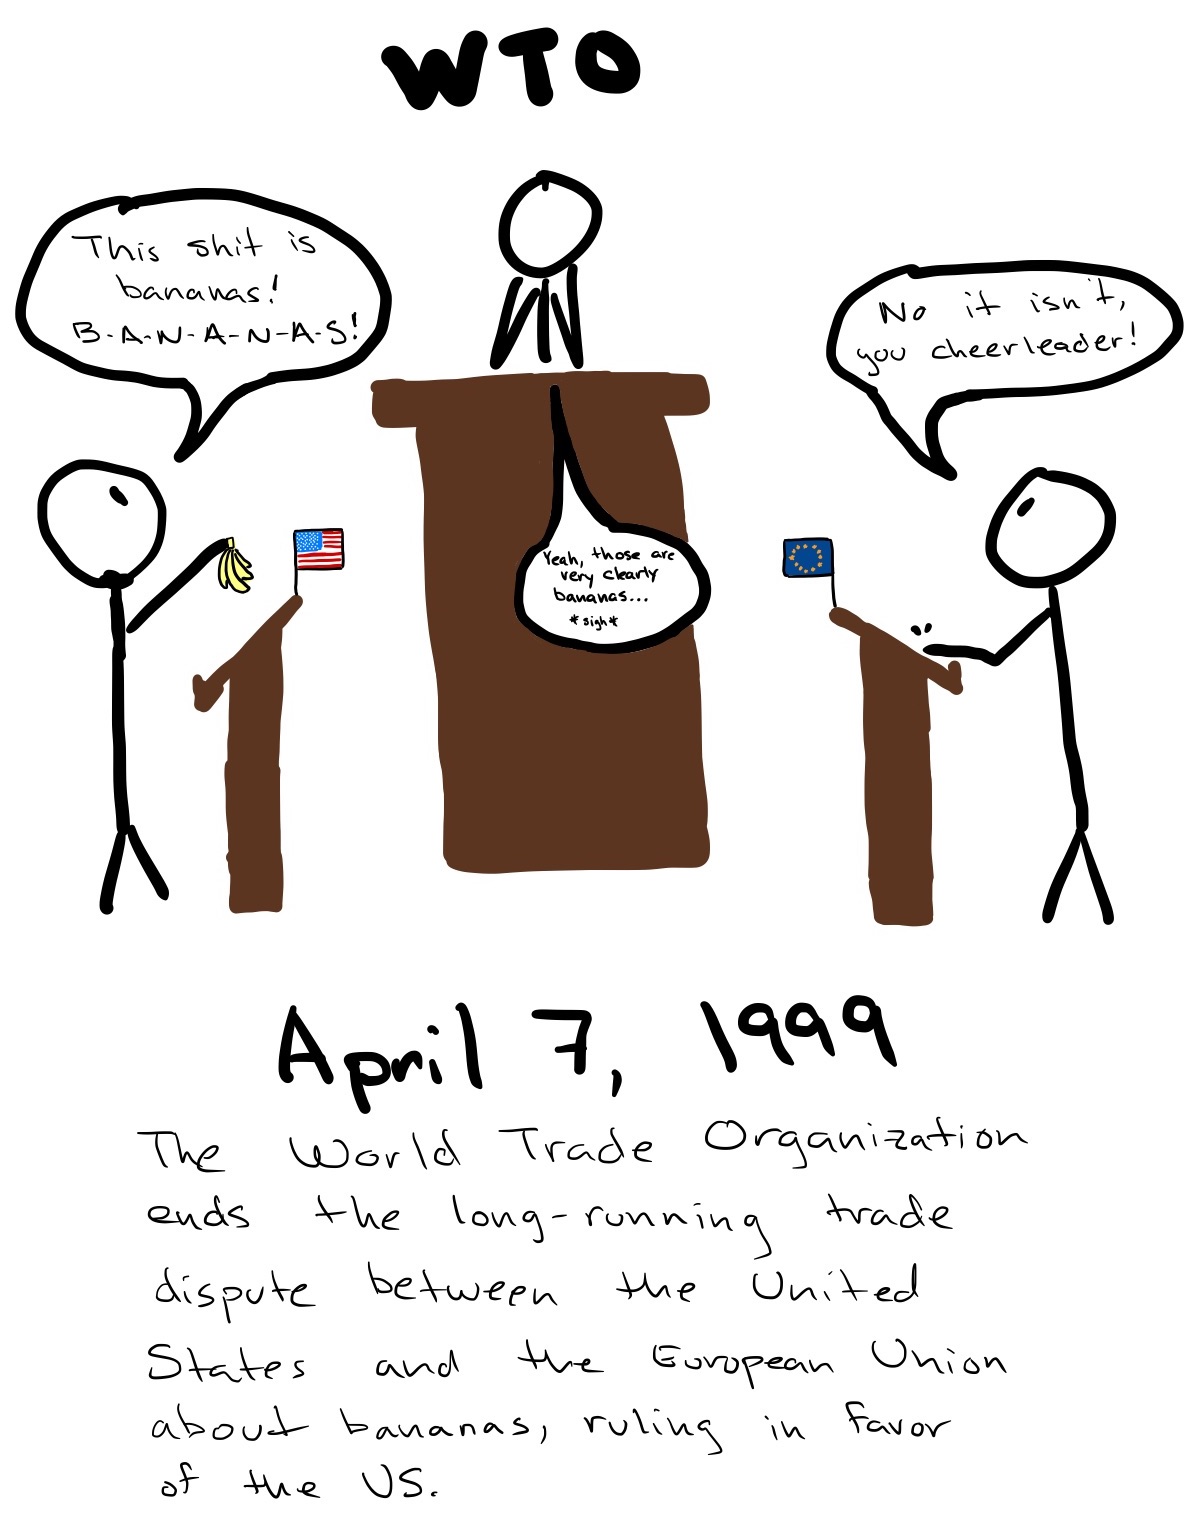 WTO
This shit is
bananas!
B-A-N-A-N-A-S!
No it isn't,
you cheerleader!
Yeah, those are
very clearly
bananas...
*sigh*
April 7, 1999
The World Trade Organization
ends the long-running trade
dispute between the United
States and the European Union
about bananas, ruling in favor
of the US.